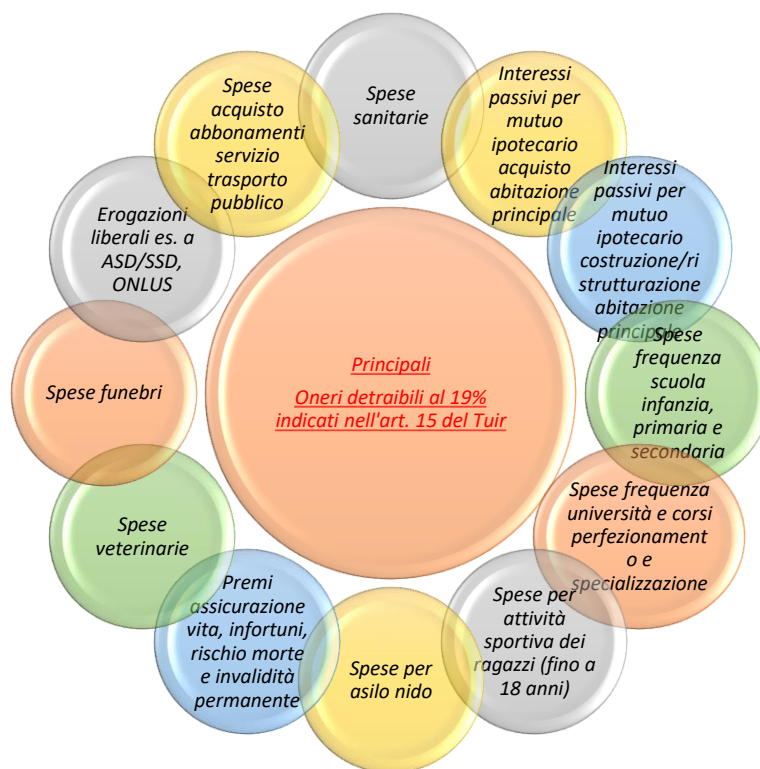 Principali
Oneri detraibili al 19%
indicati nell'art. 15 del Tuir
Spese
sanitarie
Interessi
passivi per
mutuo
ipotecario
acquisto
abitazione
principale
Interessi
passivi per
mutuo
ipotecario
costruzione/ri
strutturazione
abitazione
principale
Spese
frequenza
scuola
infanzia,
primaria e
secondaria
Spese frequenza
università e corsi
perfezionament
o e
specializzazione
Spese per
attività
sportiva dei
ragazzi (fino a
18 anni)
Spese per
asilo nido
Premi
assicurazione
vita, infortuni,
rischio morte
e invalidità
permanente
Spese
veterinarie
Spese funebri
Erogazioni
liberali es. a
ASD/SSD,
ONLUS
Spese
acquisto
abbonamenti
servizio
trasporto
pubblico